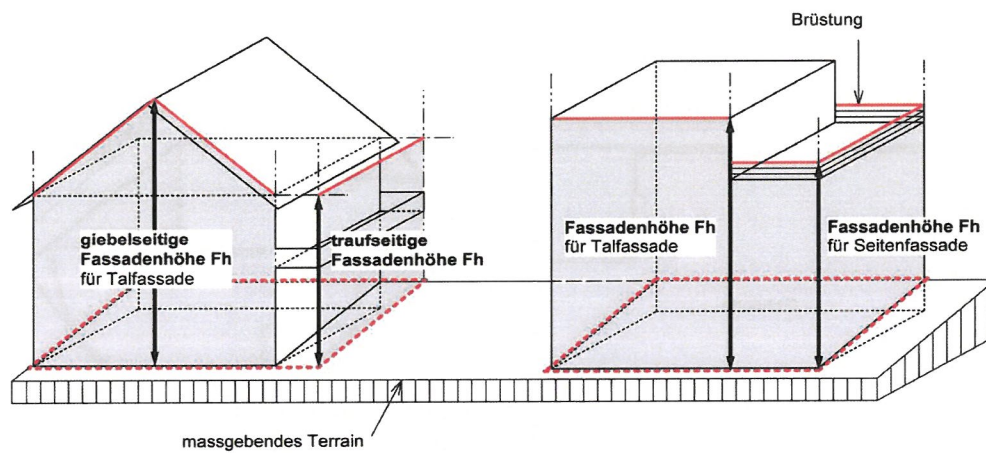 Brüstung
giebelseitige
Fassadenhöhe Fh
für Talfassade
traufseitige
Fassadenhöhe Fh
Fassadenhöhe Fh
für Talfassade
Fassadenhöhe Fh
für Seitenfassade
massgebendes Terrain